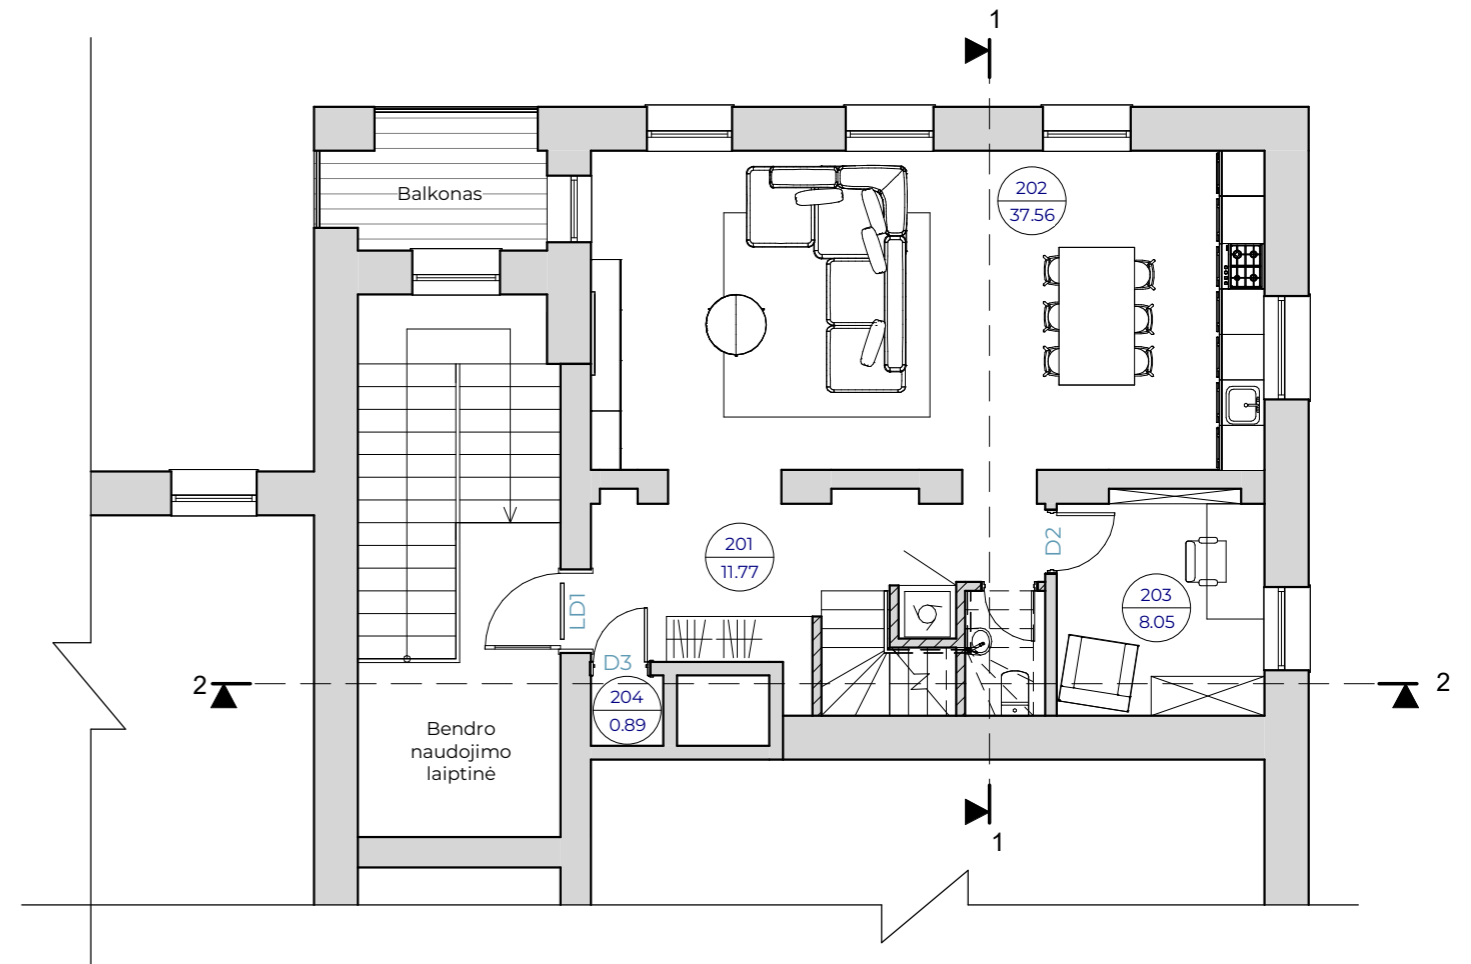 1
Balkonas
202
37.56
201
11.77
D2
203
8.05
LD1
D3
204
0.89
2
2
Bendro
naudojimo
laiptinė
1